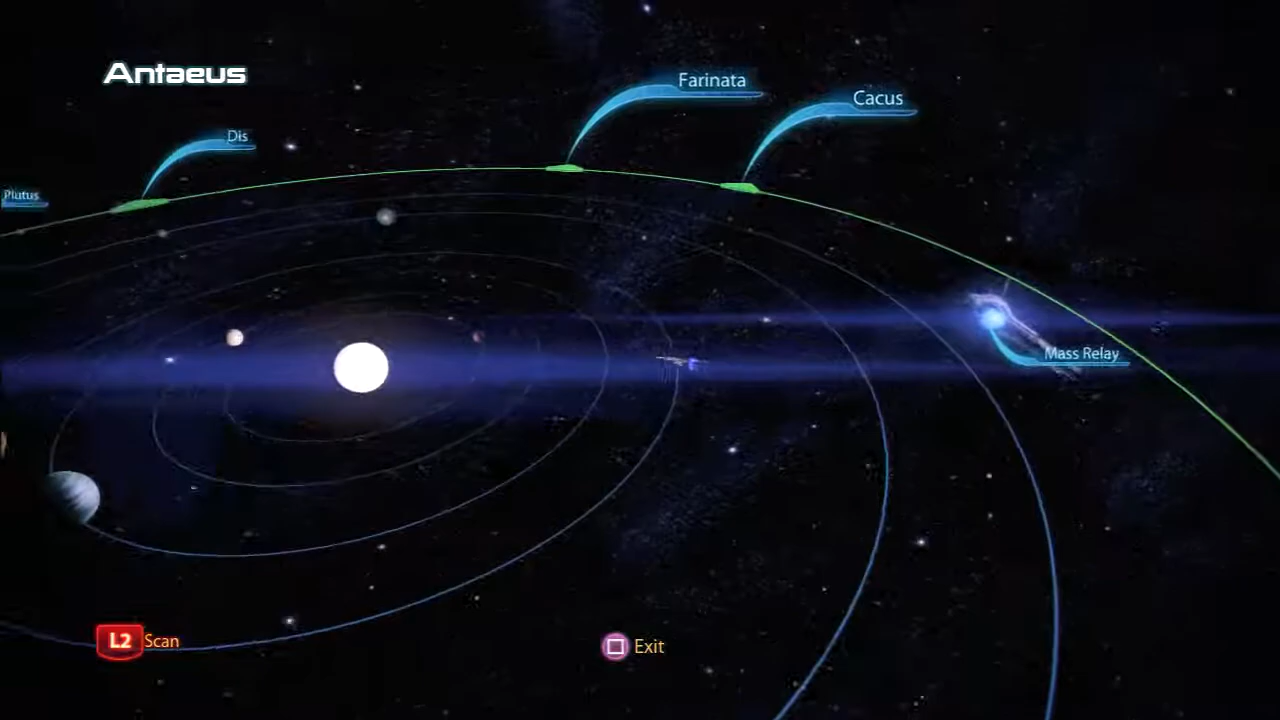 Antaeus
Farinata
Cacus
Dis
Plutus
Mass Relay
L2 Scan
Exit